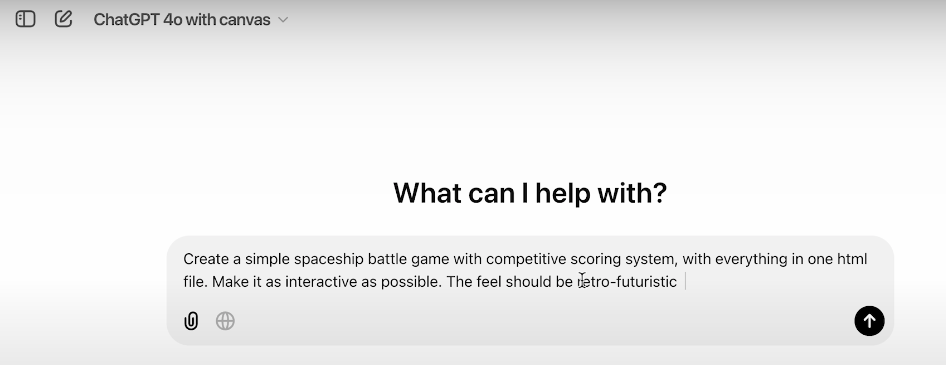 ChatGPT 4o with canvas
What can I help with?
Create a simple spaceship battle game with competitive scoring system, with everything in one html
file. Make it as interactive as possible. The feel should be retro-futuristic